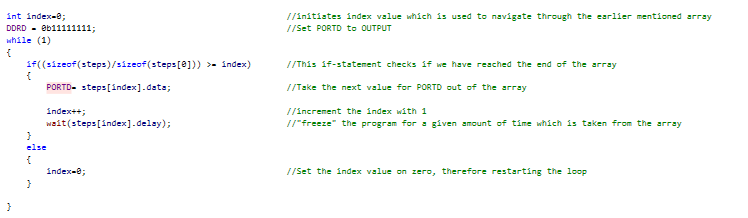 int index=0; //initiates index value which is used to navigate through the earlier mentioned array
DDRD = 0b11111111; //Set PORTD to OUTPUT
while (1)
{
if((sizeof(steps)/sizeof(steps[0])) >= index) //This if-statement checks if we have reached the end of the array
{
PORTD= steps[index].data; //Take the next value for PORTD out of the array
index++; //increment the index with 1
wait(steps[index].delay); //"freeze" the program for a given amount of time which is taken from the array
}
else
{
index=0; //Set the index value on zero, therefore restarting the loop
}
}